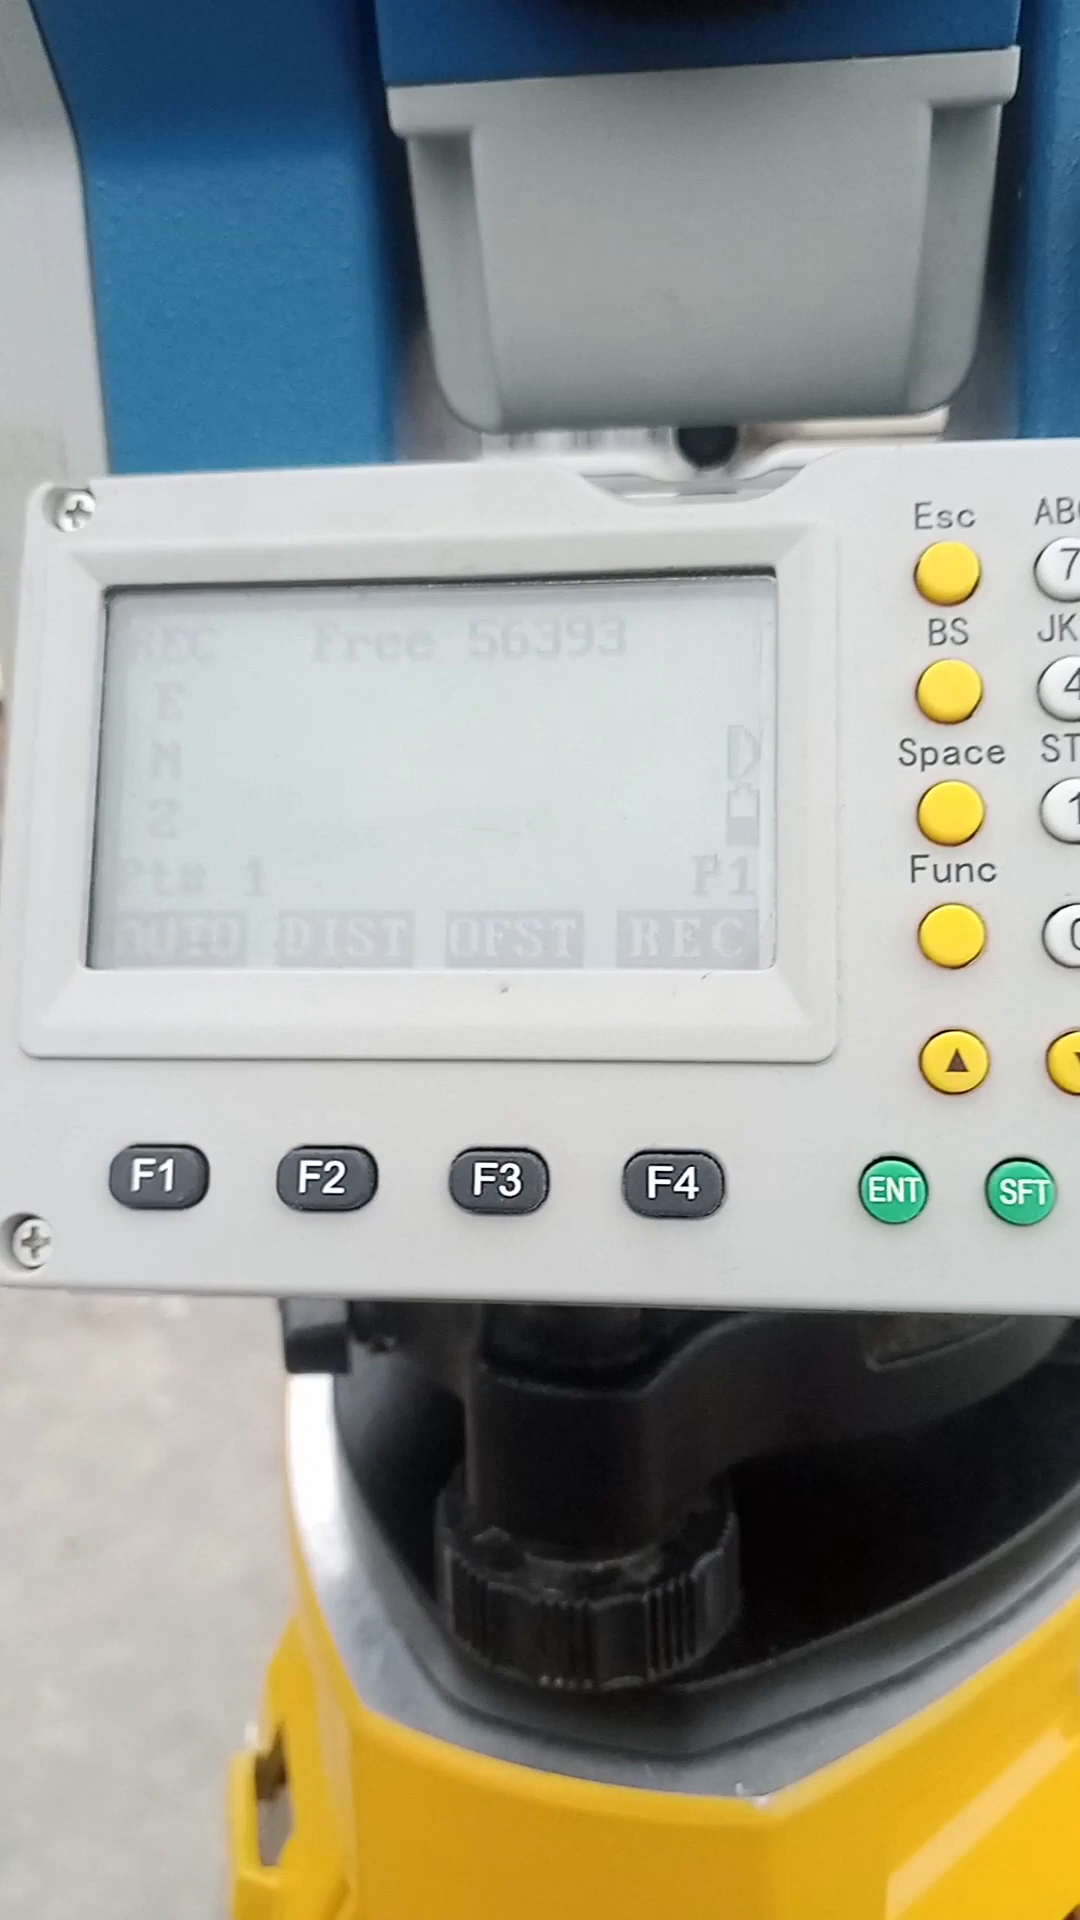 REC Free 56393
E
N
Z
Pt# 1 P1
AUTO DIST OFST REC
Esc
7
BS
4
Space
1
Func
0
▲
F1 F2 F3 F4 ENT SFT